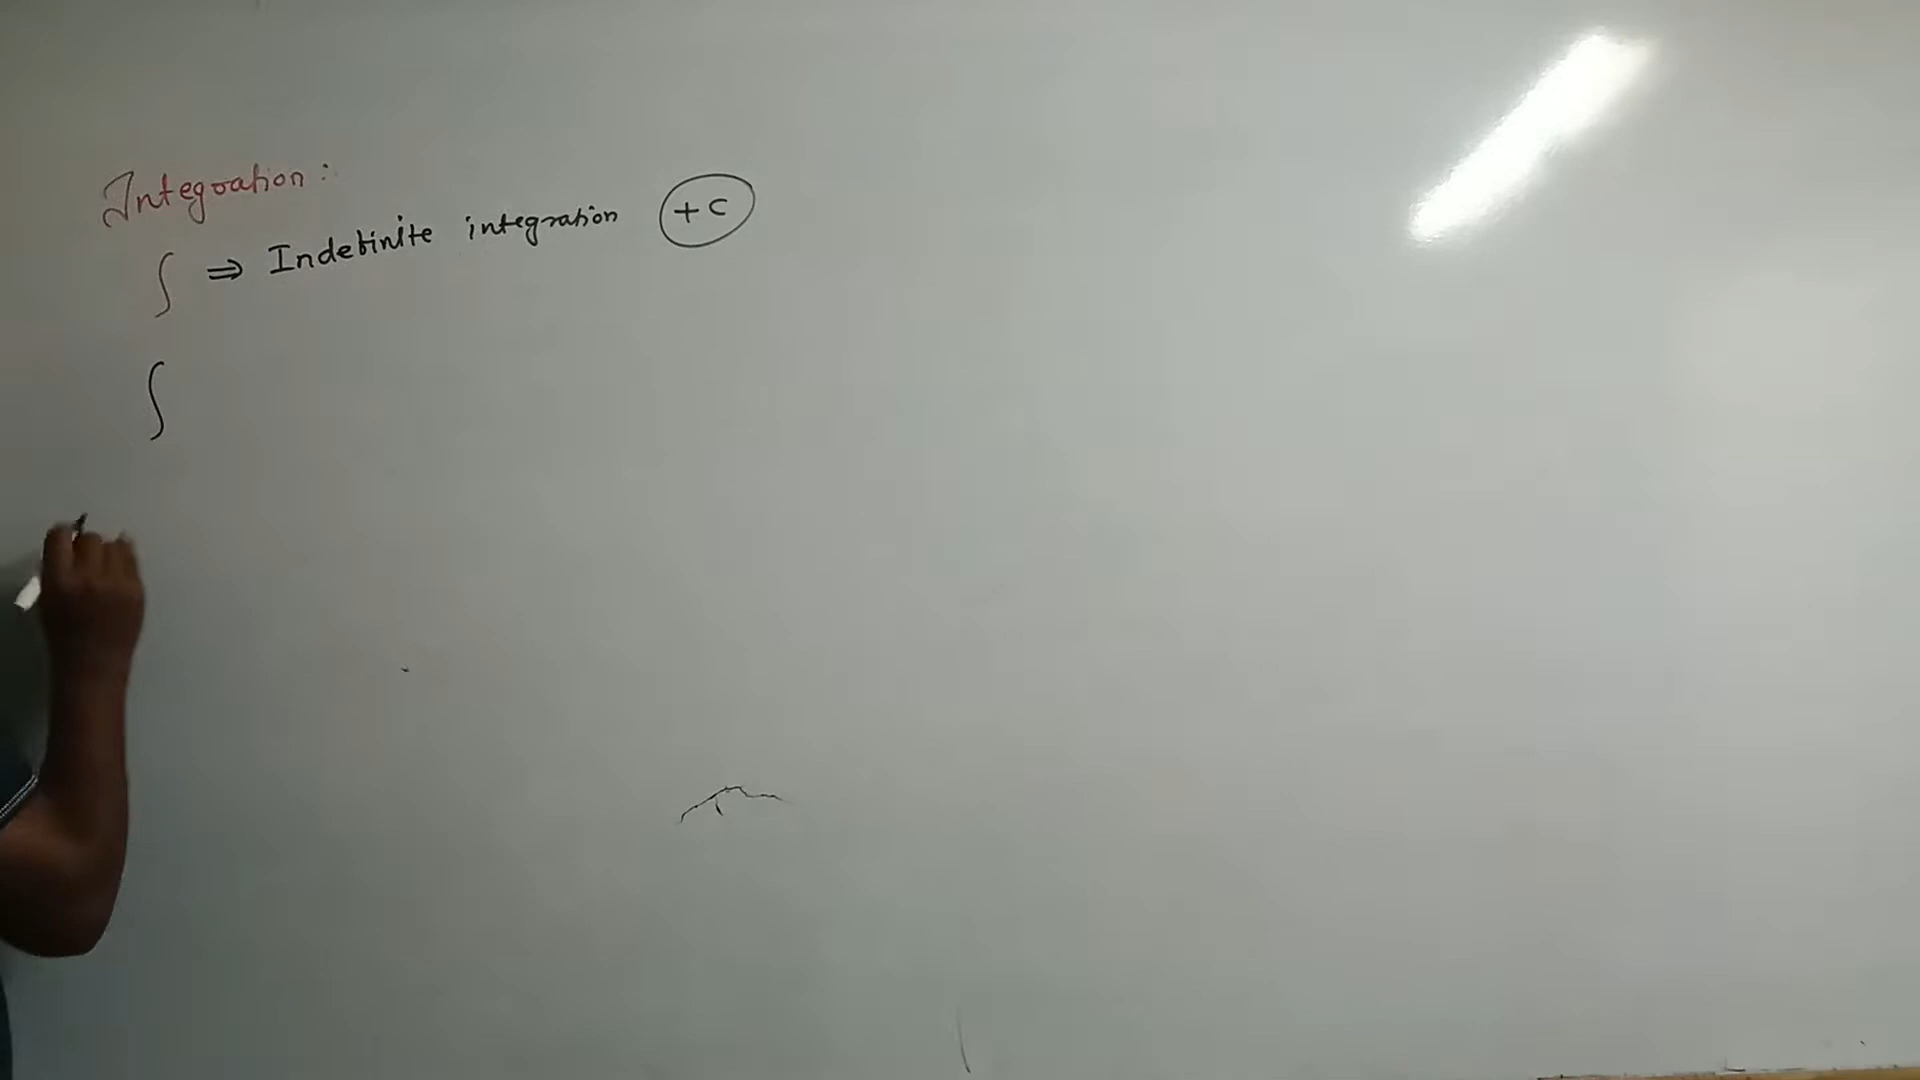 Integration :
∫ ⇒ Indefinite integration +C
∫